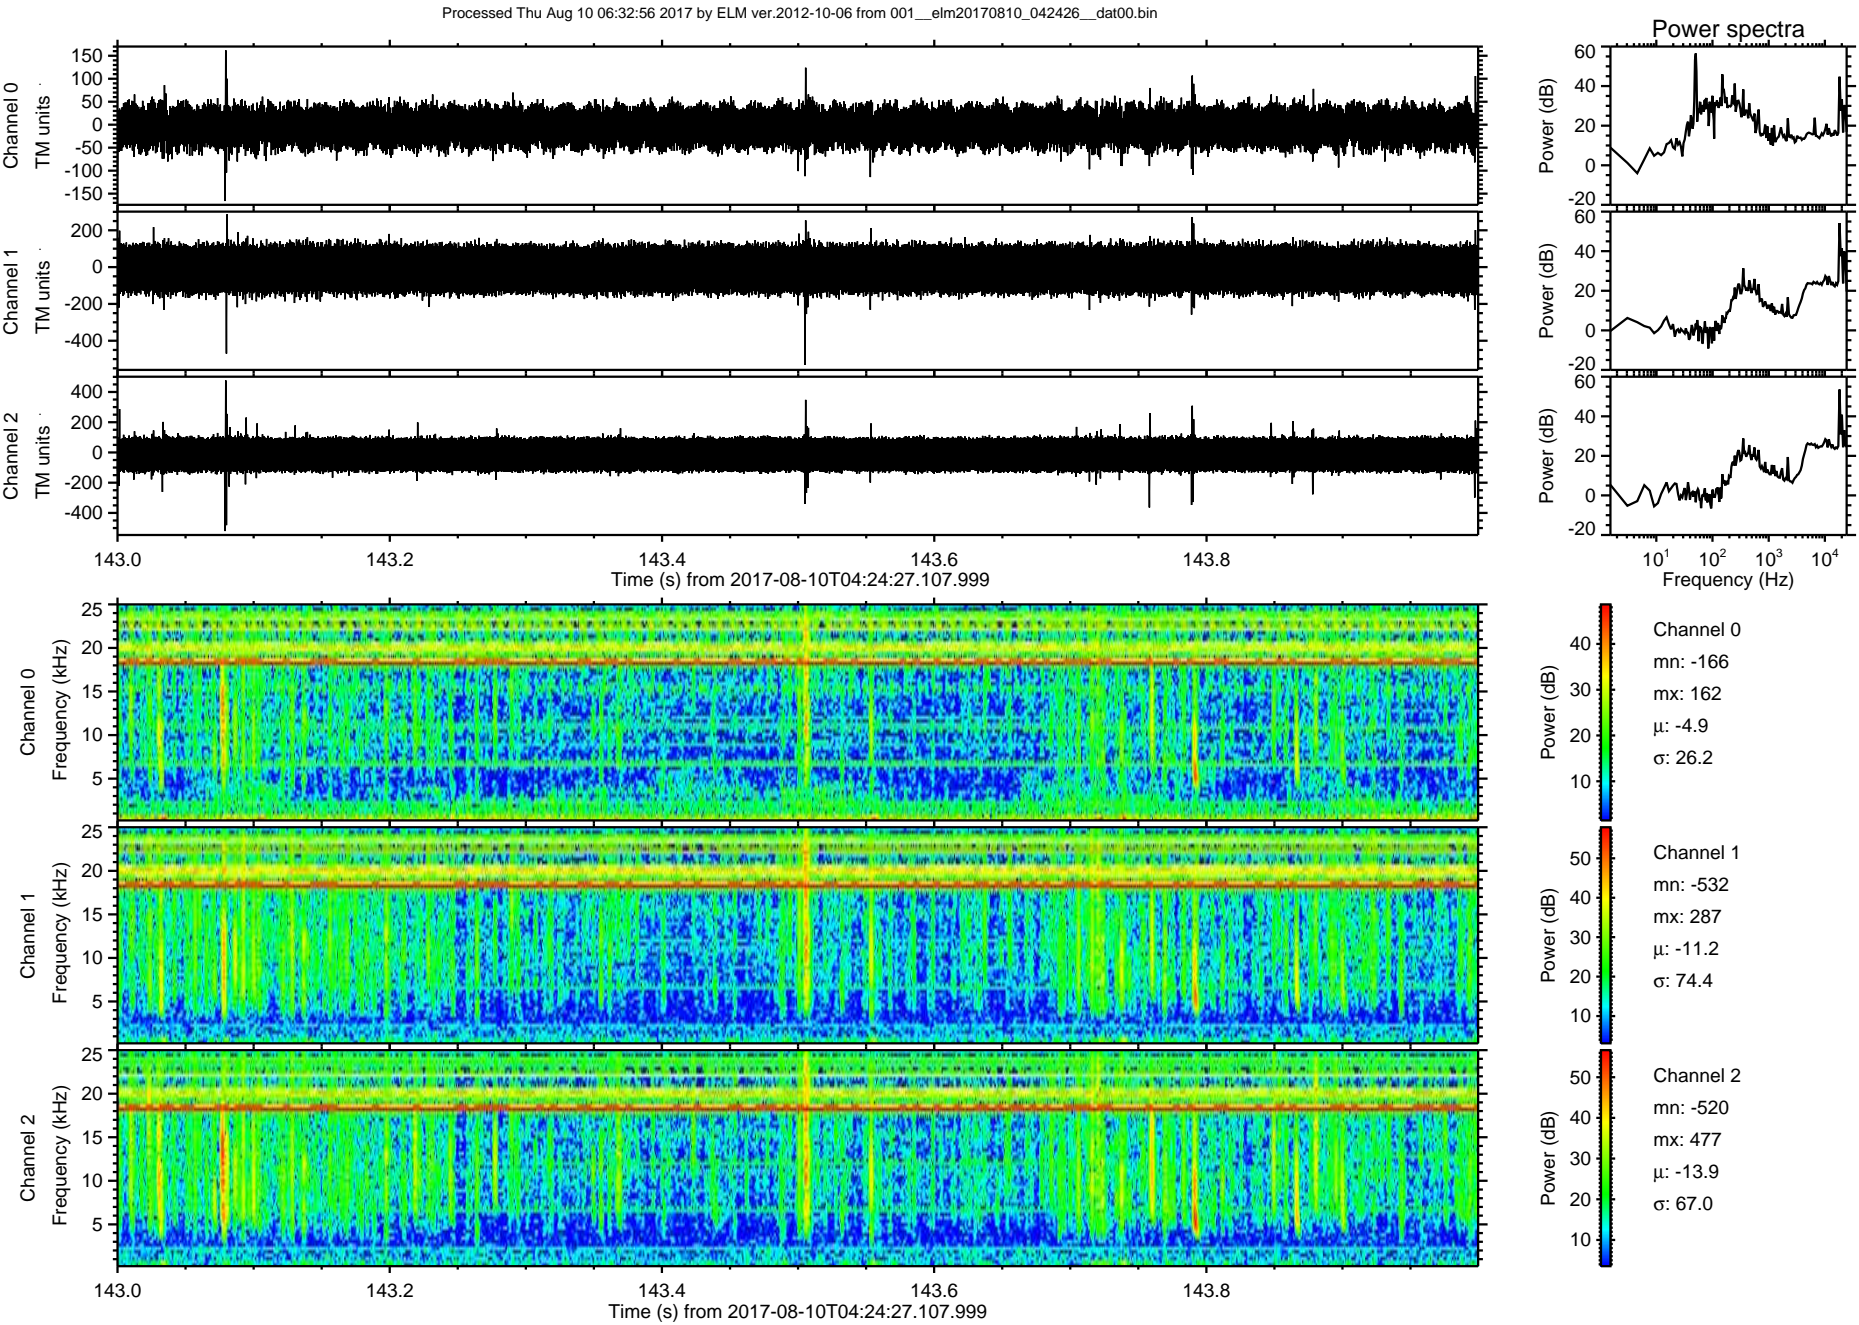 Processed Thu Aug 10 06:32:56 2017 by ELM ver.2012-10-06 from 001__elm20170810_042426__dat00.bin
Power spectra
Channel 0
TM units
150
100
50
0
-50
-100
-150
Power (dB)
60
40
20
0
-20
Channel 1
TM units
200
0
-200
-400
Power (dB)
60
40
20
0
-20
Channel 2
TM units
400
200
0
-200
-400
Power (dB)
60
40
20
0
-20
143.0 143.2 143.4 143.6 143.8
Time (s) from 2017-08-10T04:24:27.107.999
10¹ 10² 10³ 10⁴
Frequency (Hz)
Channel 0
Frequency (kHz)
25
20
15
10
5
Power (dB)
40
30
20
10
Channel 0
mn: -166
mx: 162
μ: -4.9
σ: 26.2
Channel 1
Frequency (kHz)
25
20
15
10
5
Power (dB)
50
40
30
20
10
Channel 1
mn: -532
mx: 287
μ: -11.2
σ: 74.4
Channel 2
Frequency (kHz)
25
20
15
10
5
Power (dB)
50
40
30
20
10
Channel 2
mn: -520
mx: 477
μ: -13.9
σ: 67.0
143.0 143.2 143.4 143.6 143.8
Time (s) from 2017-08-10T04:24:27.107.999